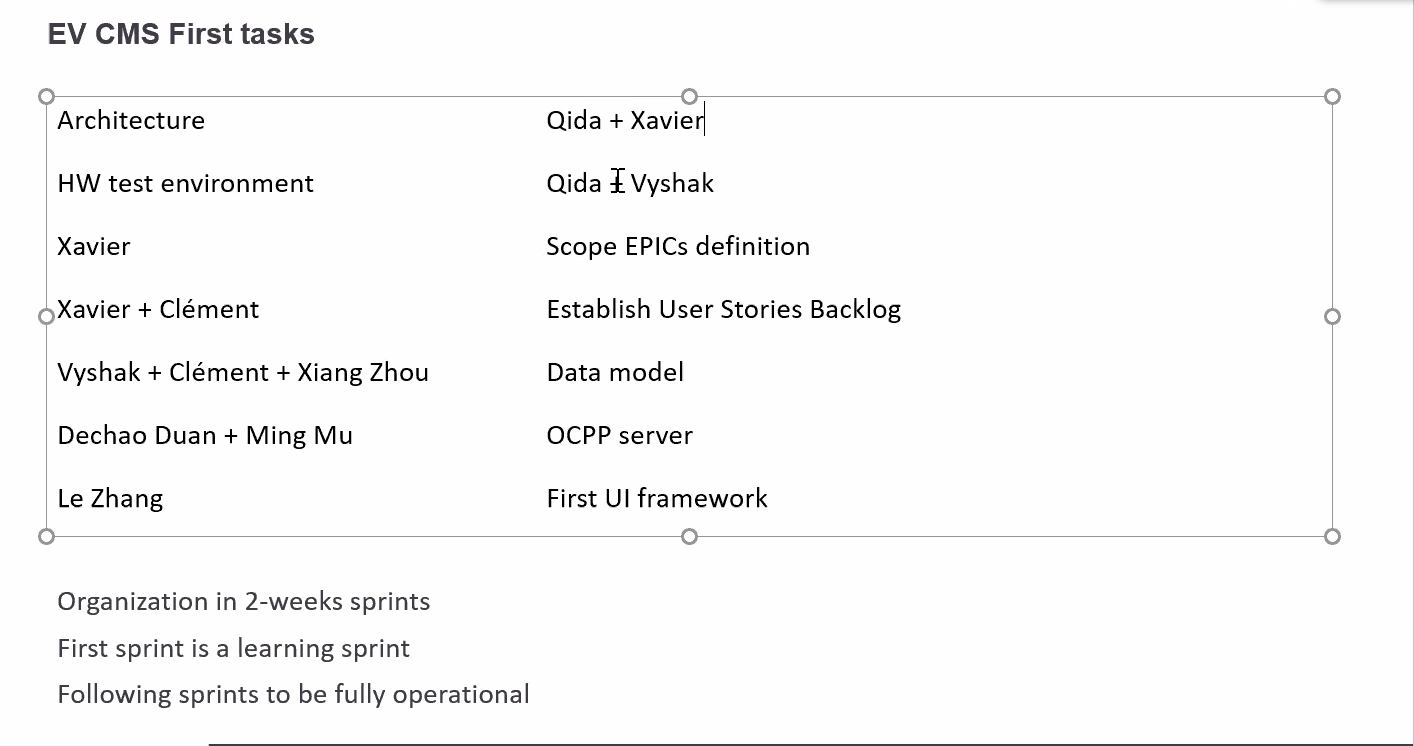 EV CMS First tasks
Architecture Qida + Xavier
HW test environment Qida + Vyshak
Xavier Scope EPICs definition
Xavier + Clément Establish User Stories Backlog
Vyshak + Clément + Xiang Zhou Data model
Dechao Duan + Ming Mu OCPP server
Le Zhang First UI framework
Organization in 2-weeks sprints
First sprint is a learning sprint
Following sprints to be fully operational